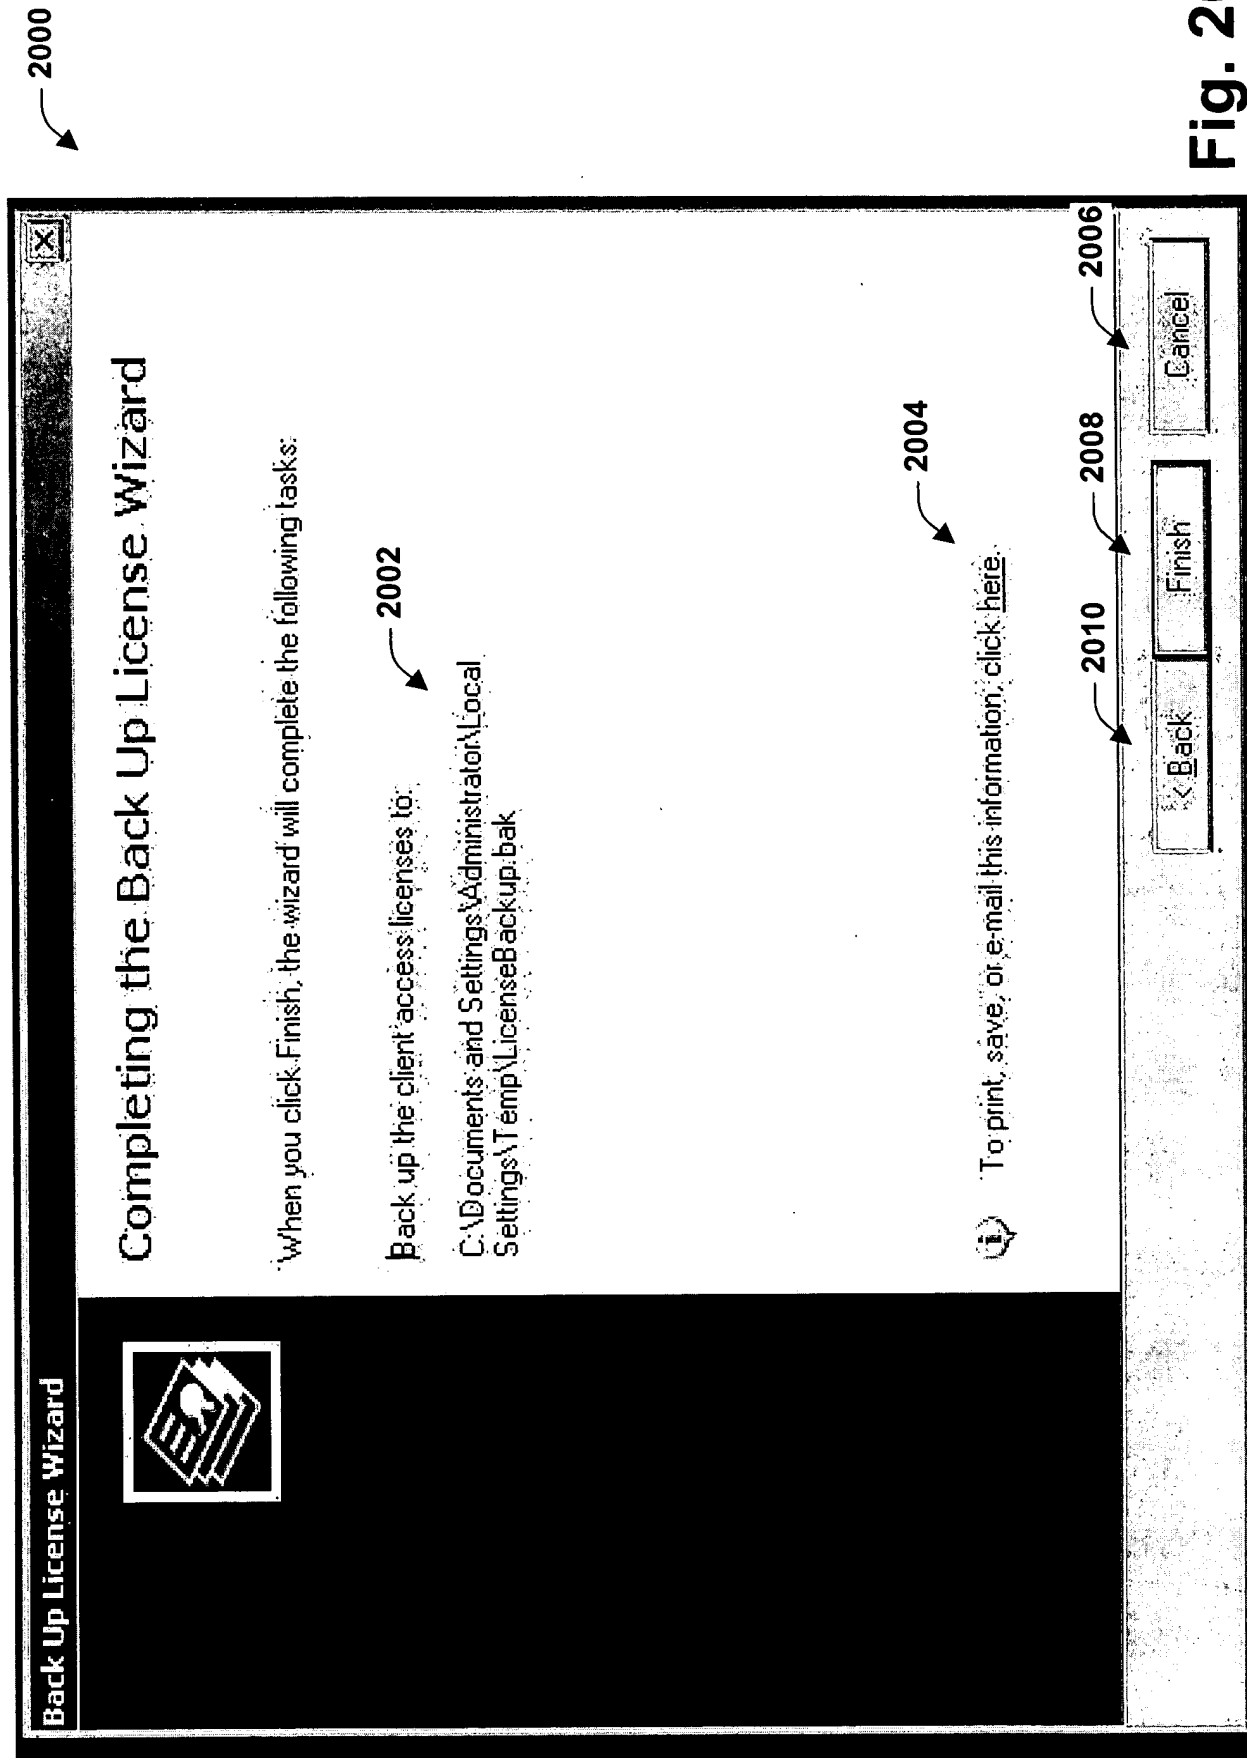 2000
Back Up License Wizard
Completing the Back Up License Wizard
When you click Finish, the wizard will complete the following tasks:
Back up the client access licenses to:
2002
C:\Documents and Settings\Administrator\Local
Settings\Temp\LicenseBackup.bak
2004
To print, save, or e-mail this information, click here.
2010
2008
2006
< Back
Finish
Cancel
Fig.